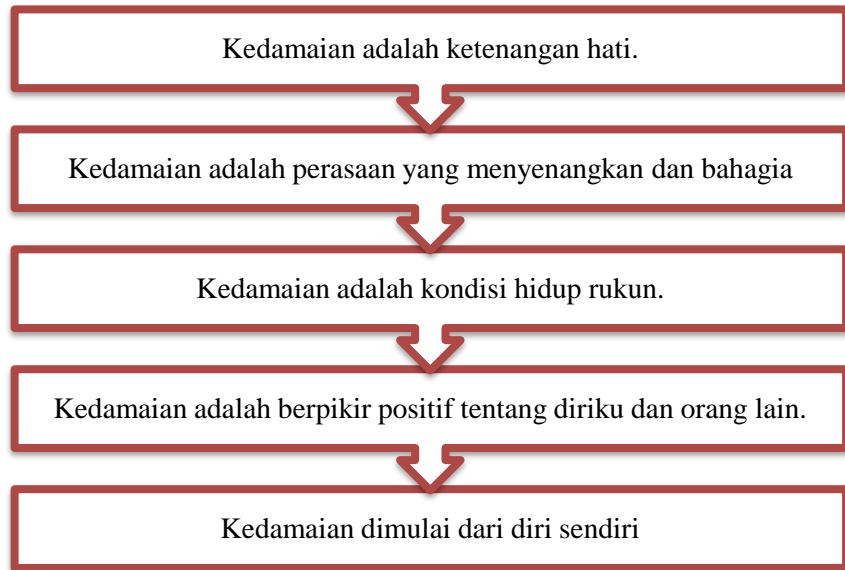 Kedamaian adalah ketenangan hati.
Kedamaian adalah perasaan yang menyenangkan dan bahagia
Kedamaian adalah kondisi hidup rukun.
Kedamaian adalah berpikir positif tentang diriku dan orang lain.
Kedamaian dimulai dari diri sendiri